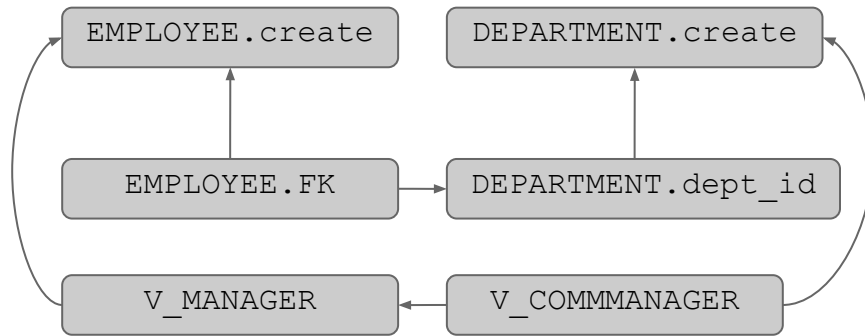 EMPLOYEE.create
DEPARTMENT.create
EMPLOYEE.FK
DEPARTMENT.dept_id
V_MANAGER
V_COMMMANAGER